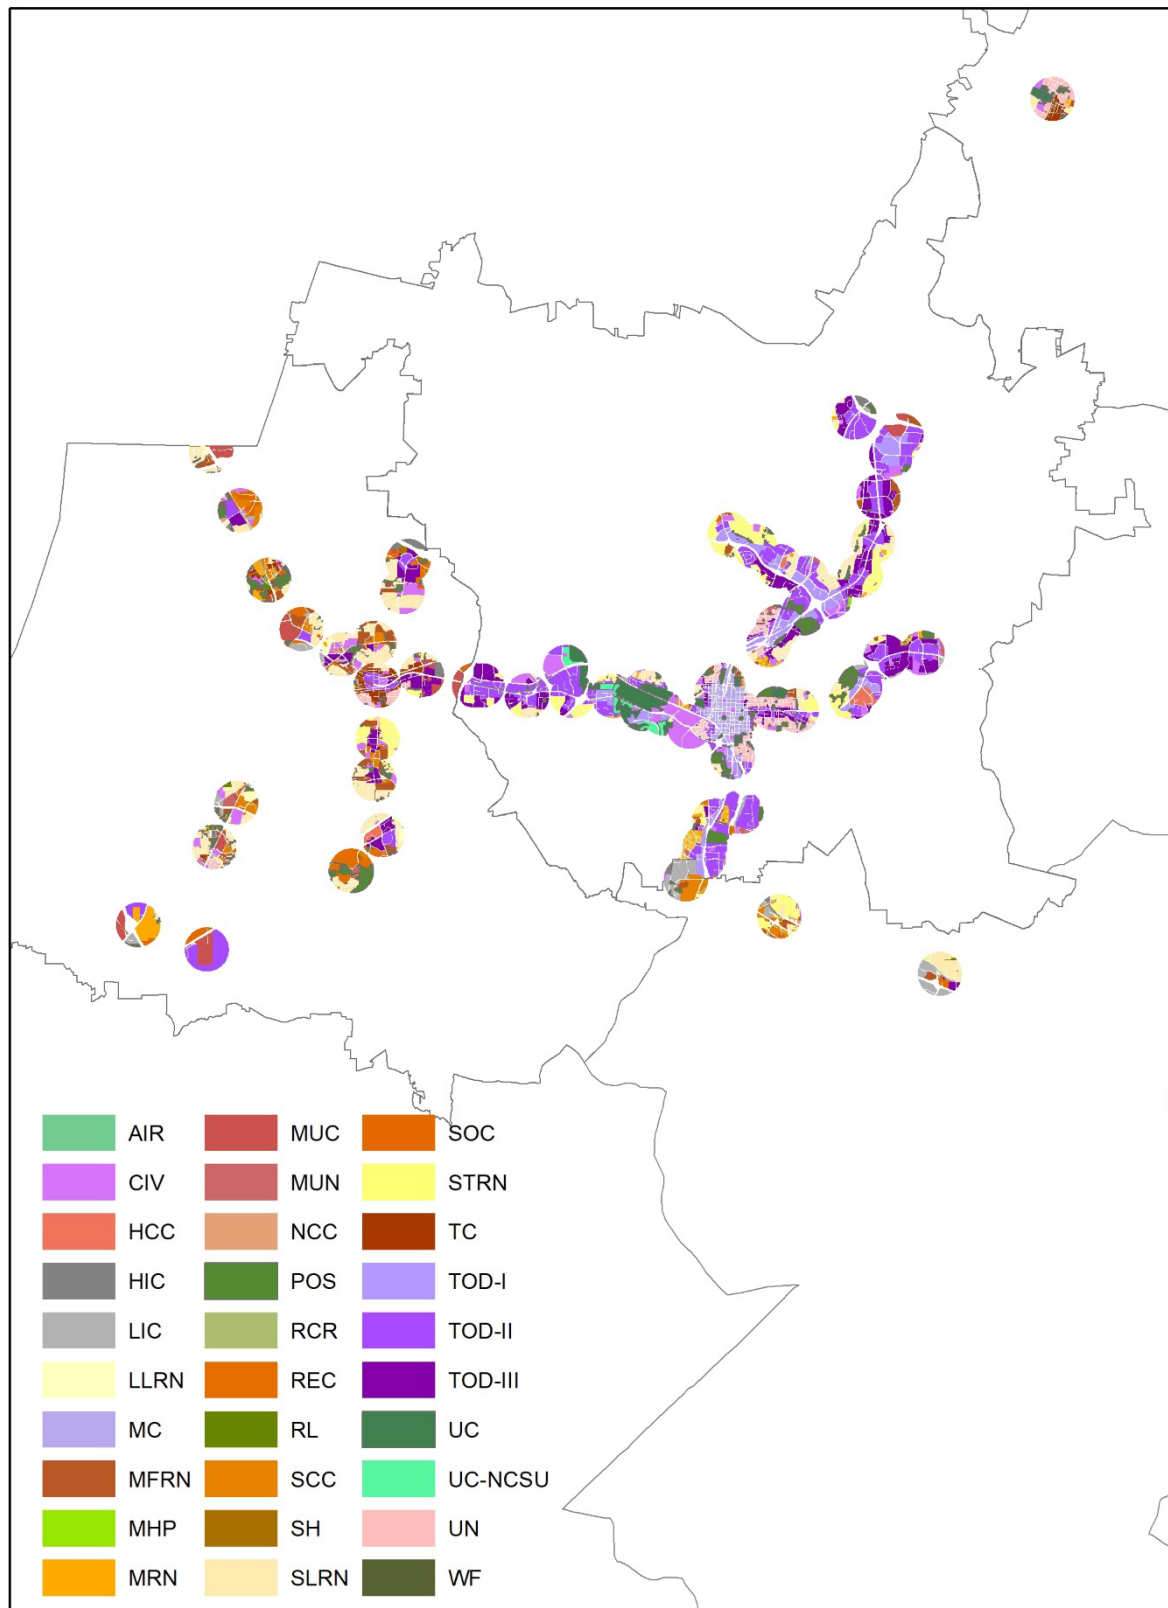 AIR MUC SOC
CIV MUN STRN
HCC NCC TC
HIC POS TOD-I
LIC RCR TOD-II
LLRN REC TOD-III
MC RL UC
MFRN SCC UC-NCSU
MHP SH UN
MRN SLRN WF